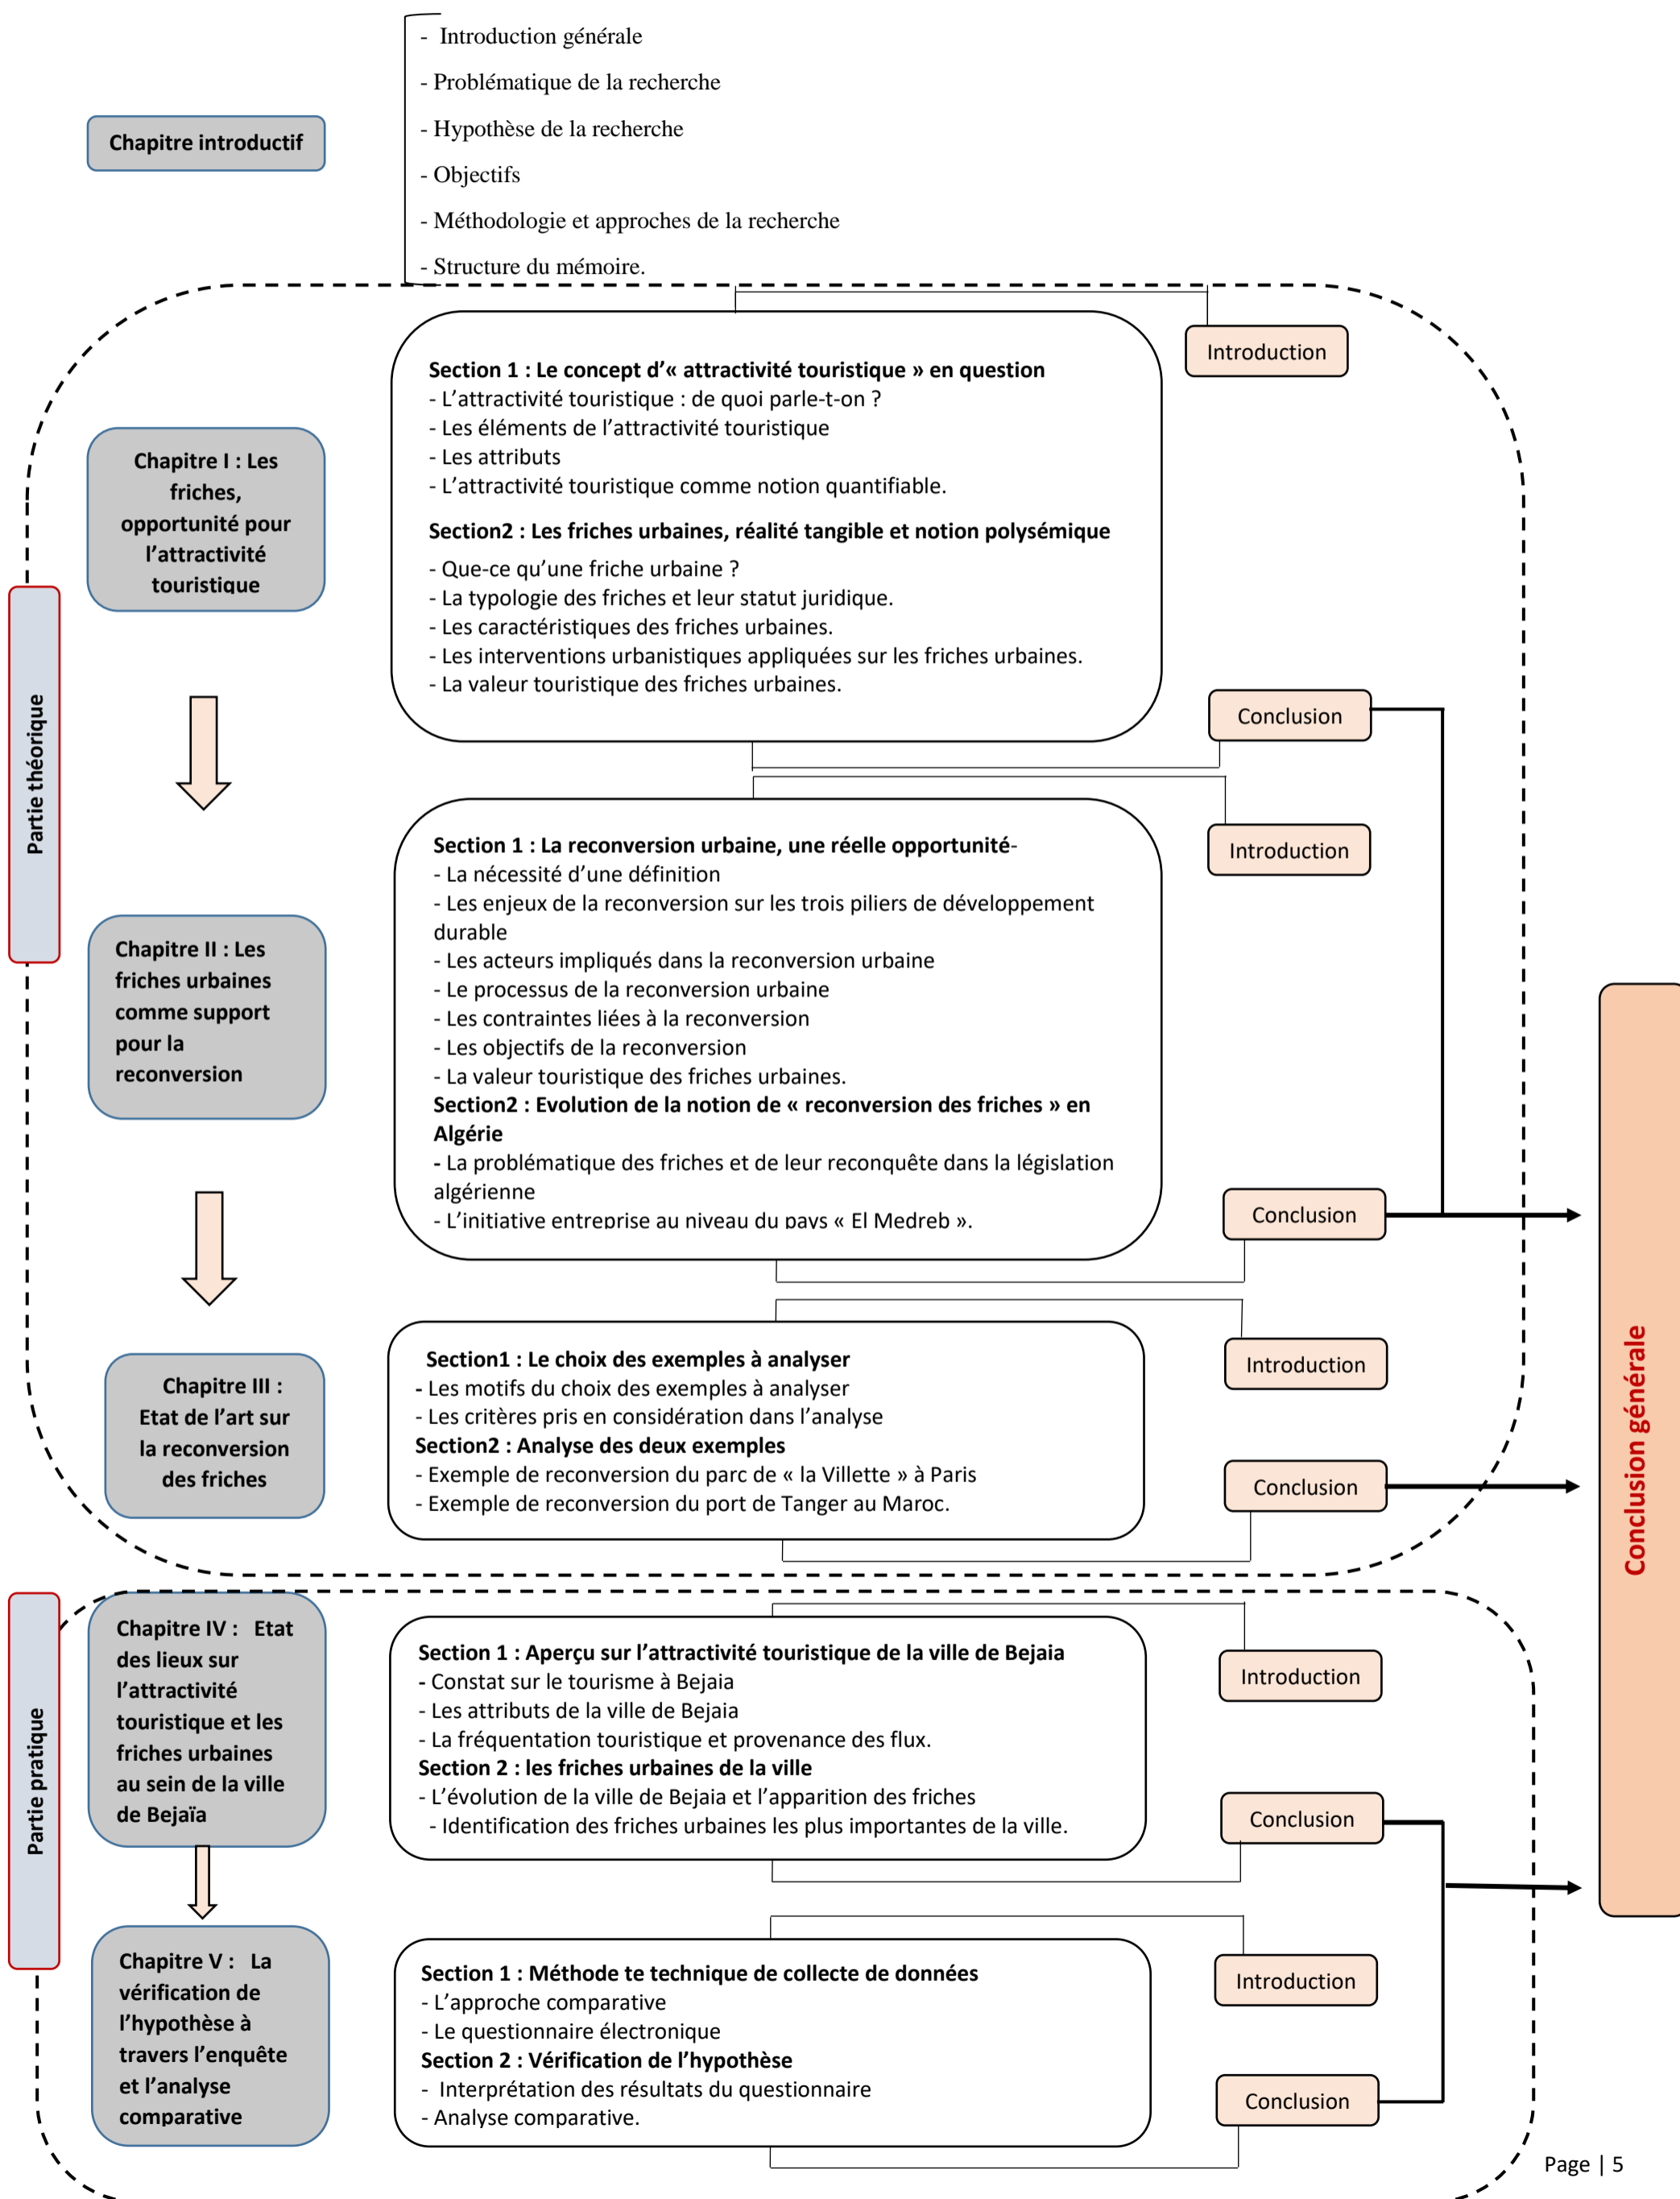 - Introduction générale
- Problématique de la recherche
- Hypothèse de la recherche
- Objectifs
- Méthodologie et approches de la recherche
- Structure du mémoire.
Chapitre introductif
Partie théorique
Chapitre I : Les
friches,
opportunité pour
l’attractivité
touristique
Introduction
Section 1 : Le concept d’« attractivité touristique » en question
- L’attractivité touristique : de quoi parle-t-on ?
- Les éléments de l’attractivité touristique
- Les attributs
- L’attractivité touristique comme notion quantifiable.
Section2 : Les friches urbaines, réalité tangible et notion polysémique
- Que-ce qu’une friche urbaine ?
- La typologie des friches et leur statut juridique.
- Les caractéristiques des friches urbaines.
- Les interventions urbanistiques appliquées sur les friches urbaines.
- La valeur touristique des friches urbaines.
Conclusion
Chapitre II : Les
friches urbaines
comme support
pour la
reconversion
Introduction
Section 1 : La reconversion urbaine, une réelle opportunité-
- La nécessité d’une définition
- Les enjeux de la reconversion sur les trois piliers de développement
durable
- Les acteurs impliqués dans la reconversion urbaine
- Le processus de la reconversion urbaine
- Les contraintes liées à la reconversion
- Les objectifs de la reconversion
- La valeur touristique des friches urbaines.
Section2 : Evolution de la notion de « reconversion des friches » en
Algérie
- La problématique des friches et de leur reconquête dans la législation
algérienne
- L’initiative entreprise au niveau du pays « El Medreb ».
Conclusion
Chapitre III :
Etat de l’art sur
la reconversion
des friches
Introduction
Section1 : Le choix des exemples à analyser
- Les motifs du choix des exemples à analyser
- Les critères pris en considération dans l’analyse
Section2 : Analyse des deux exemples
- Exemple de reconversion du parc de « la Villette » à Paris
- Exemple de reconversion du port de Tanger au Maroc.
Conclusion
Conclusion générale
Partie pratique
Chapitre IV : Etat
des lieux sur
l’attractivité
touristique et les
friches urbaines
au sein de la ville
de Bejaïa
Introduction
Section 1 : Aperçu sur l’attractivité touristique de la ville de Bejaia
- Constat sur le tourisme à Bejaia
- Les attributs de la ville de Bejaia
- La fréquentation touristique et provenance des flux.
Section 2 : les friches urbaines de la ville
- L’évolution de la ville de Bejaia et l’apparition des friches
- Identification des friches urbaines les plus importantes de la ville.
Conclusion
Chapitre V : La
vérification de
l’hypothèse à
travers l’enquête
et l’analyse
comparative
Introduction
Section 1 : Méthode te technique de collecte de données
- L’approche comparative
- Le questionnaire électronique
Section 2 : Vérification de l’hypothèse
- Interprétation des résultats du questionnaire
- Analyse comparative.
Conclusion
Page | 5